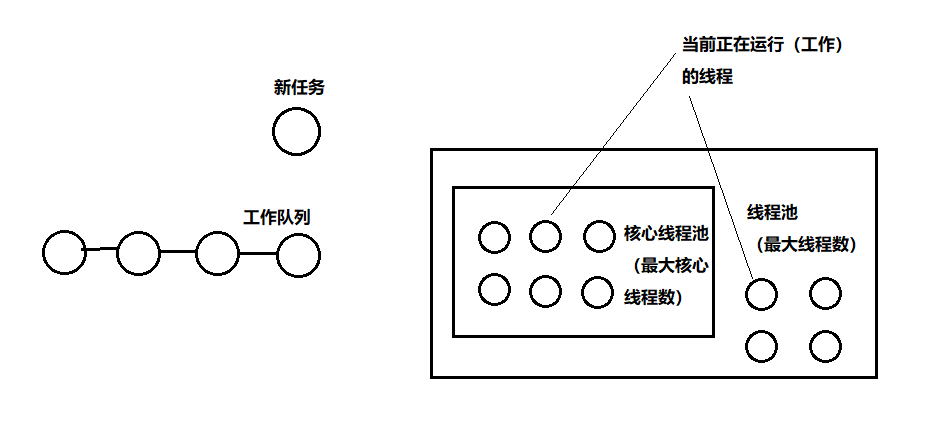 当前正在运行（工作）
的线程
新任务
工作队列
核心线程池
（最大核心
线程数）
线程池
（最大线程数）